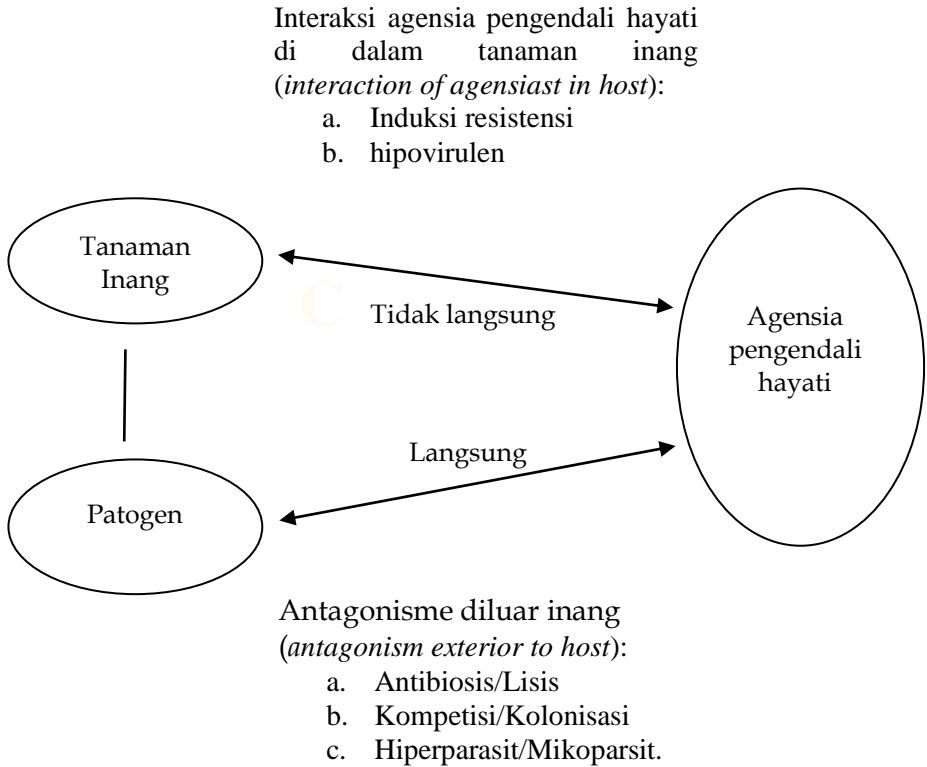 Interaksi agensia pengendali hayati
di dalam tanaman inang
(interaction of agensiast in host):
a. Induksi resistensi
b. hipovirulen
Tanaman
Inang
C
Tidak langsung
Agensia
pengendali
hayati
Langsung
Patogen
Antagonisme diluar inang
(antagonism exterior to host):
a. Antibiosis/Lisis
b. Kompetisi/Kolonisasi
c. Hiperparasit/Mikoparsit.